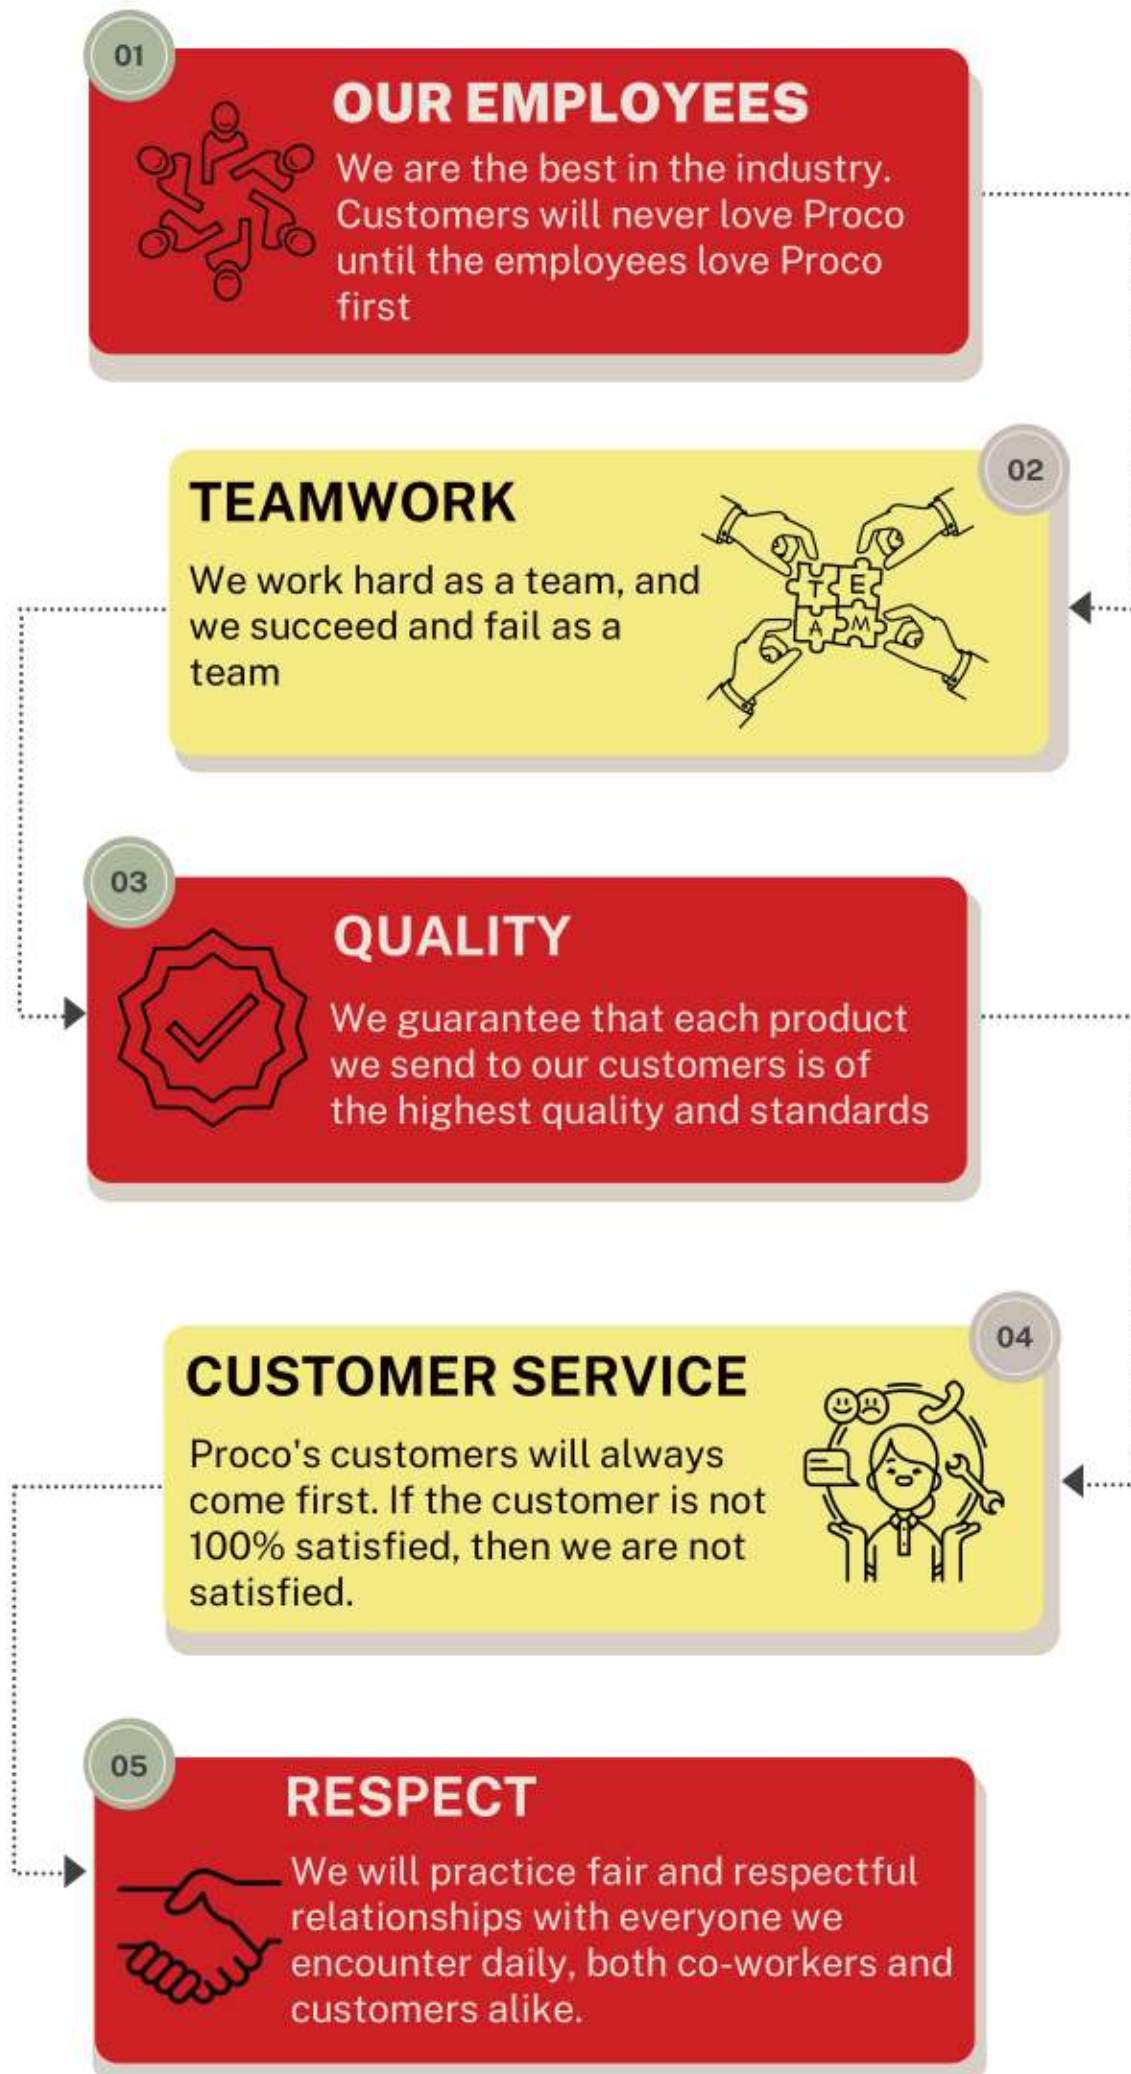 01
OUR EMPLOYEES
We are the best in the industry.
Customers will never love Proco
until the employees love Proco
first
02
TEAMWORK
We work hard as a team, and
we succeed and fail as a
team
T E
A M
03
QUALITY
We guarantee that each product
we send to our customers is of
the highest quality and standards
04
CUSTOMER SERVICE
Proco's customers will always
come first. If the customer is not
100% satisfied, then we are not
satisfied.
05
RESPECT
We will practice fair and respectful
relationships with everyone we
encounter daily, both co-workers and
customers alike.